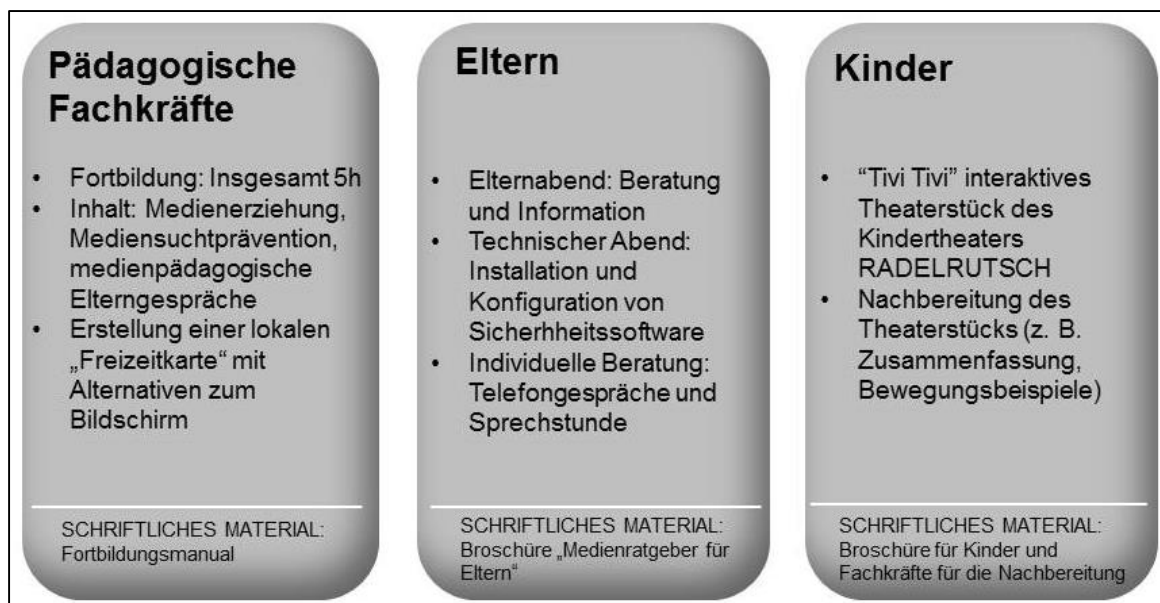 Pädagogische
Fachkräfte
• Fortbildung: Insgesamt 5h
• Inhalt: Medienerziehung,
Mediensuchtprävention,
medienpädagogische
Elterngespräche
• Erstellung einer lokalen
„Freizeitkarte“ mit
Alternativen zum
Bildschirm
SCHRIFTLICHES MATERIAL:
Fortbildungsmanual
Eltern
• Elternabend: Beratung
und Information
• Technischer Abend:
Installation und
Konfiguration von
Sicherhheitssoftware
• Individuelle Beratung:
Telefongespräche und
Sprechstunde
SCHRIFTLICHES MATERIAL:
Broschüre „Medienratgeber für
Eltern“
Kinder
• “Tivi Tivi” interaktives
Theaterstück des
Kindertheaters
RADELRUTSCH
• Nachbereitung des
Theaterstücks (z. B.
Zusammenfassung,
Bewegungsbeispiele)
SCHRIFTLICHES MATERIAL:
Broschüre für Kinder und
Fachkräfte für die Nachbereitung